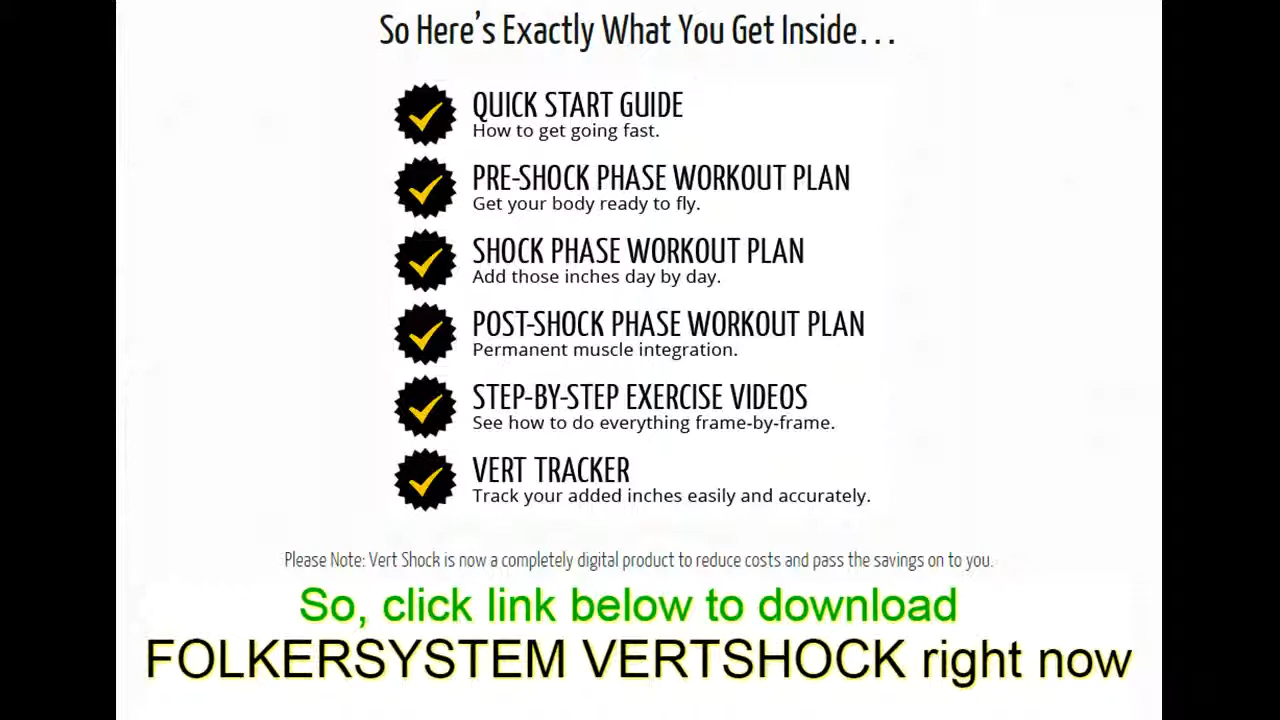 So Here's Exactly What You Get Inside...
QUICK START GUIDE
How to get going fast.
PRE-SHOCK PHASE WORKOUT PLAN
Get your body ready to fly.
SHOCK PHASE WORKOUT PLAN
Add those inches day by day.
POST-SHOCK PHASE WORKOUT PLAN
Permanent muscle integration.
STEP-BY-STEP EXERCISE VIDEOS
See how to do everything frame-by-frame.
VERT TRACKER
Track your added inches easily and accurately.
Please Note: Vert Shock is now a completely digital product to reduce costs and pass the savings on to you.
So, click link below to download
FOLKERSYSTEM VERTSHOCK right now